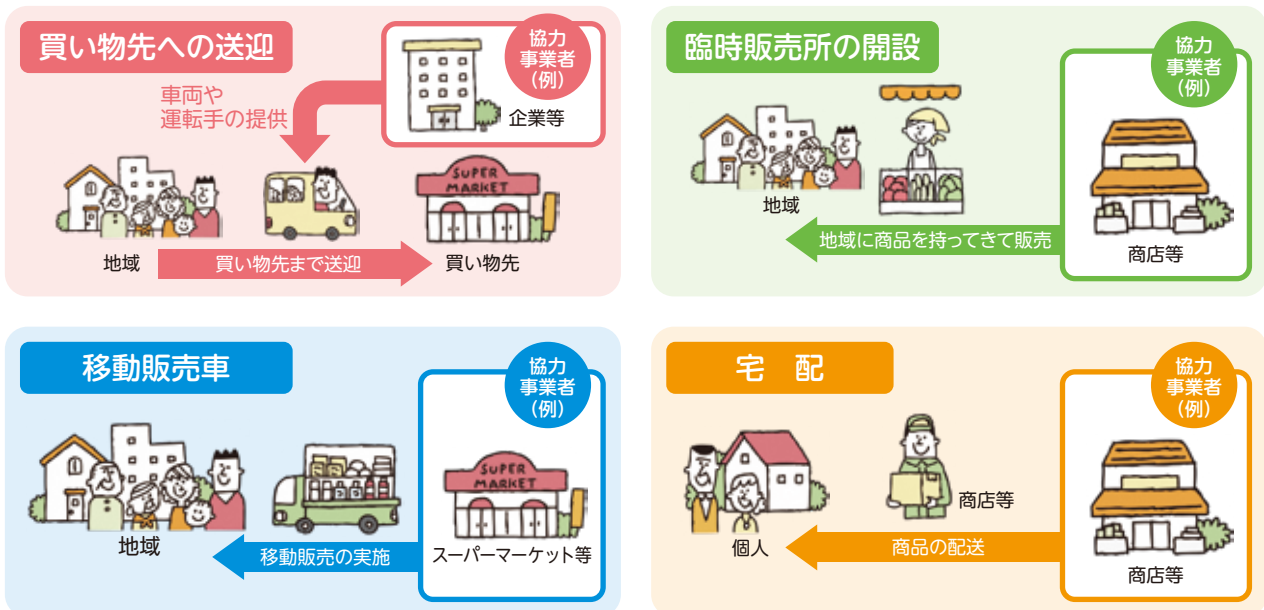 買い物先への送迎
協力
事業者
(例)
企業等
車両や
運転手の提供
SUPER
MARKET
地域
買い物先まで送迎
買い物先
臨時販売所の開設
協力
事業者
(例)
地域
地域に商品を持ってきて販売
商店等
移動販売車
協力
事業者
(例)
SUPER
MARKET
地域
移動販売の実施
スーパーマーケット等
宅 配
協力
事業者
(例)
商店等
個人
商品の配送
商店等